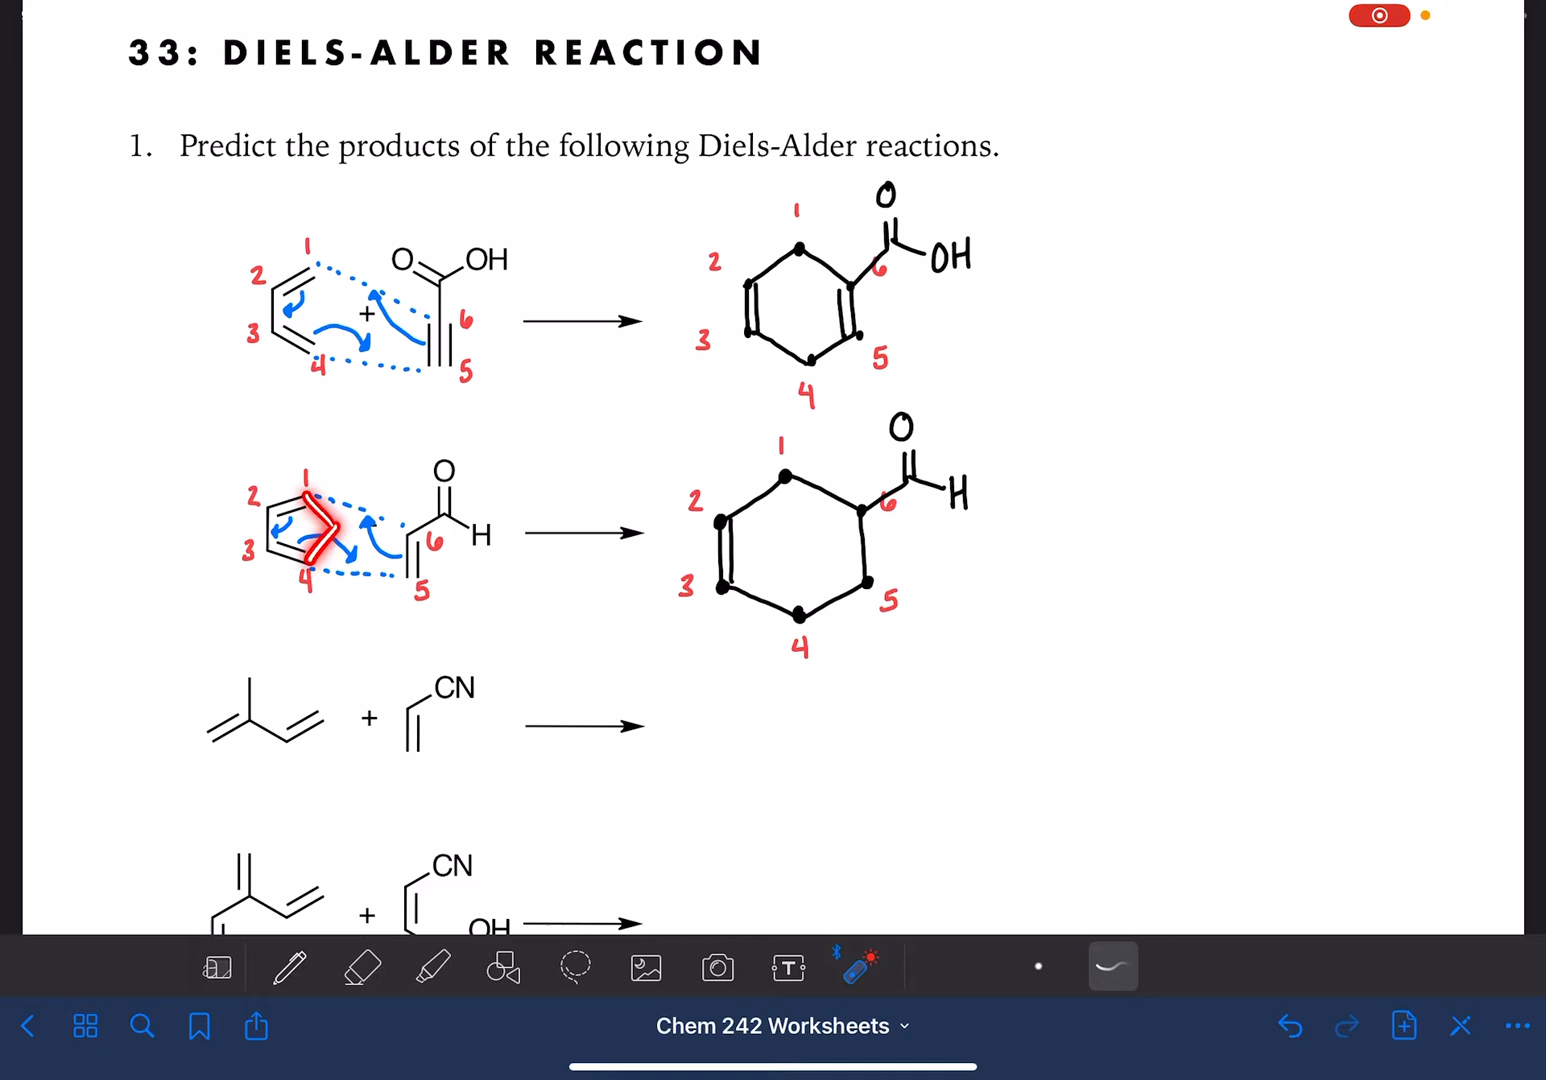 33: DIELS-ALDER REACTION
1. Predict the products of the following Diels-Alder reactions.
1
2
3
4
O
OH
+
6
5
1
2
3
4
5
6
O
OH
1
2
3
4
O
H
6
5
1
2
3
4
5
6
O
H
+
CN
+
CN
OH
T
Chem 242 Worksheets